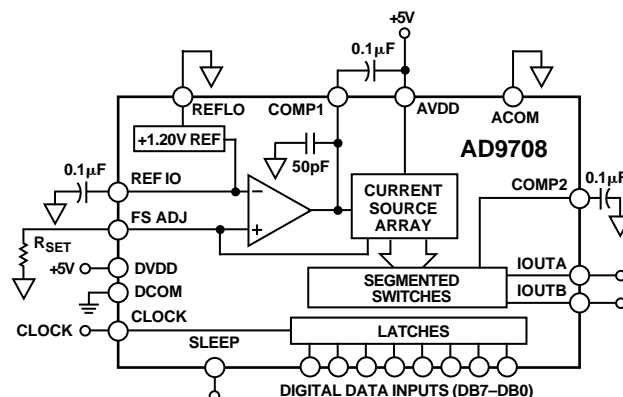 +5V
0.1µF
REFLO
COMP1
AVDD
ACOM
+1.20V REF
AD9708
50pF
0.1µF
REF IO
COMP2
0.1µF
CURRENT
SOURCE
ARRAY
−
+
FS ADJ
RSET
+5V
DVDD
SEGMENTED
SWITCHES
IOUTA
IOUTB
DCOM
CLOCK
CLOCK
LATCHES
SLEEP
DIGITAL DATA INPUTS (DB7–DB0)